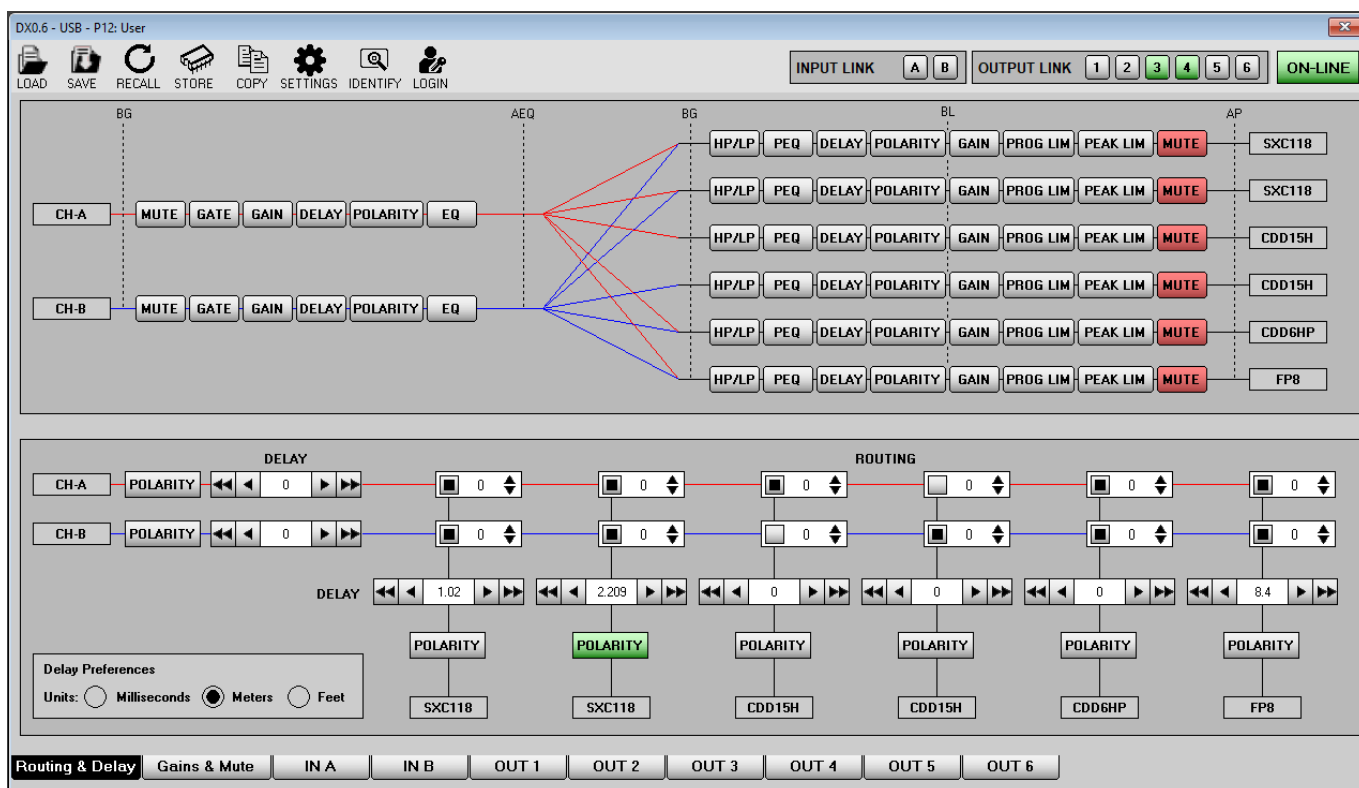 DX0.6 - USB - P12: User
LOAD SAVE RECALL STORE COPY SETTINGS IDENTIFY LOGIN
INPUT LINK A B OUTPUT LINK 1 2 3 4 5 6 ON-LINE
BG AEQ BG BL AP
HP/LP PEQ DELAY POLARITY GAIN PROG LIM PEAK LIM MUTE SXC118
HP/LP PEQ DELAY POLARITY GAIN PROG LIM PEAK LIM MUTE SXC118
CH-A MUTE GATE GAIN DELAY POLARITY EQ
HP/LP PEQ DELAY POLARITY GAIN PROG LIM PEAK LIM MUTE CDD15H
HP/LP PEQ DELAY POLARITY GAIN PROG LIM PEAK LIM MUTE CDD15H
CH-B MUTE GATE GAIN DELAY POLARITY EQ
HP/LP PEQ DELAY POLARITY GAIN PROG LIM PEAK LIM MUTE CDD6HP
HP/LP PEQ DELAY POLARITY GAIN PROG LIM PEAK LIM MUTE FP8
DELAY ROUTING
CH-A POLARITY 0 0 0 0 0 0 0
CH-B POLARITY 0 0 0 0 0 0 0
DELAY 1.02 2.209 0 0 0 8.4
POLARITY POLARITY POLARITY POLARITY POLARITY POLARITY
Delay Preferences
Units: Milliseconds Meters Feet
SXC118 SXC118 CDD15H CDD15H CDD6HP FP8
Routing & Delay Gains & Mute IN A IN B OUT 1 OUT 2 OUT 3 OUT 4 OUT 5 OUT 6